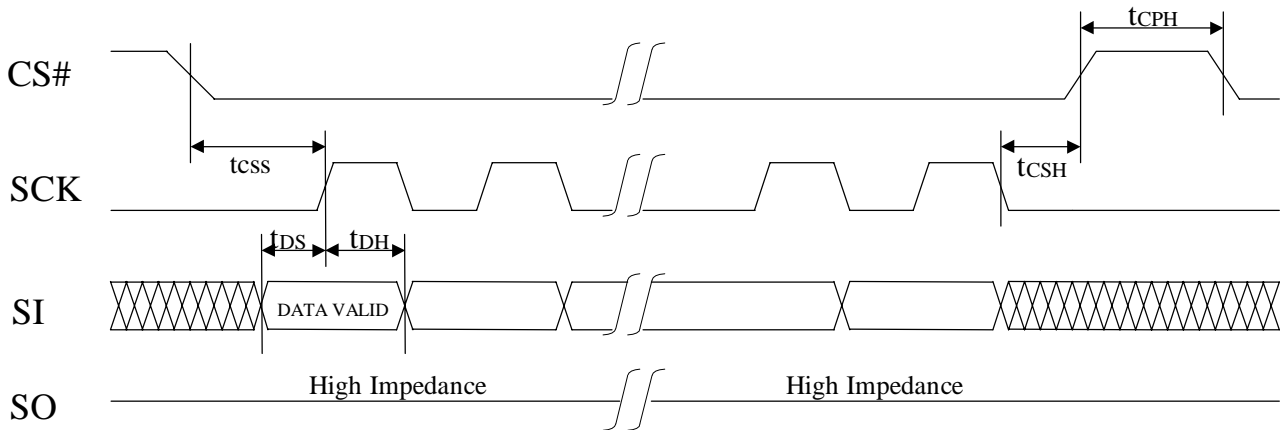 tCPH
CS#
tCSS
tCSH
SCK
tDS
tDH
SI
DATA VALID
High Impedance
High Impedance
SO